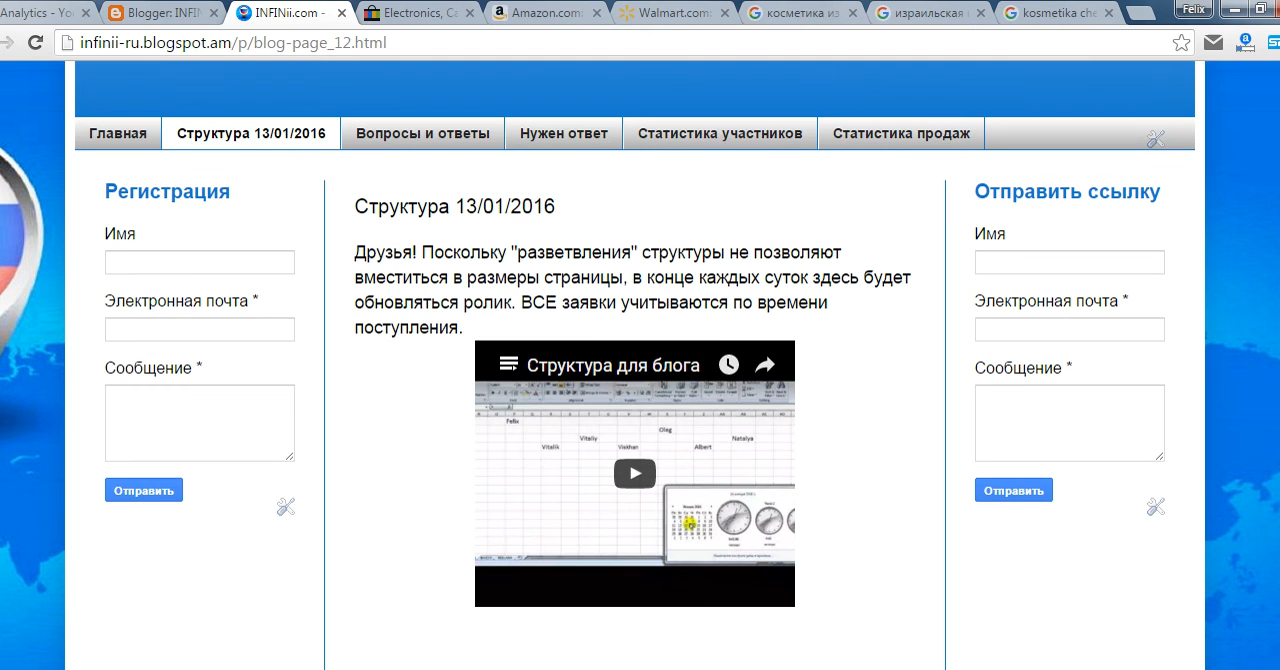 Analytics - Yo
Blogger: INFIN
INFINii.com -
Electronics, Ca
Amazon.com:
Walmart.com:
косметика из
израильская
kosmetika che
Felix
infinii-ru.blogspot.am/p/blog-page_12.html
Главная
Структура 13/01/2016
Вопросы и ответы
Нужен ответ
Статистика участников
Статистика продаж
Регистрация
Имя
Электронная почта *
Сообщение *
Отправить
Структура 13/01/2016
Друзья! Поскольку "разветвления" структуры не позволяют
вместиться в размеры страницы, в конце каждых суток здесь будет
обновляться ролик. ВСЕ заявки учитываются по времени
поступления.
Структура для блога
Felix
Oleg
Vitaliy
Natalya
Vitalik
Viskhan
Albert
Отправить ссылку
Имя
Электронная почта *
Сообщение *
Отправить